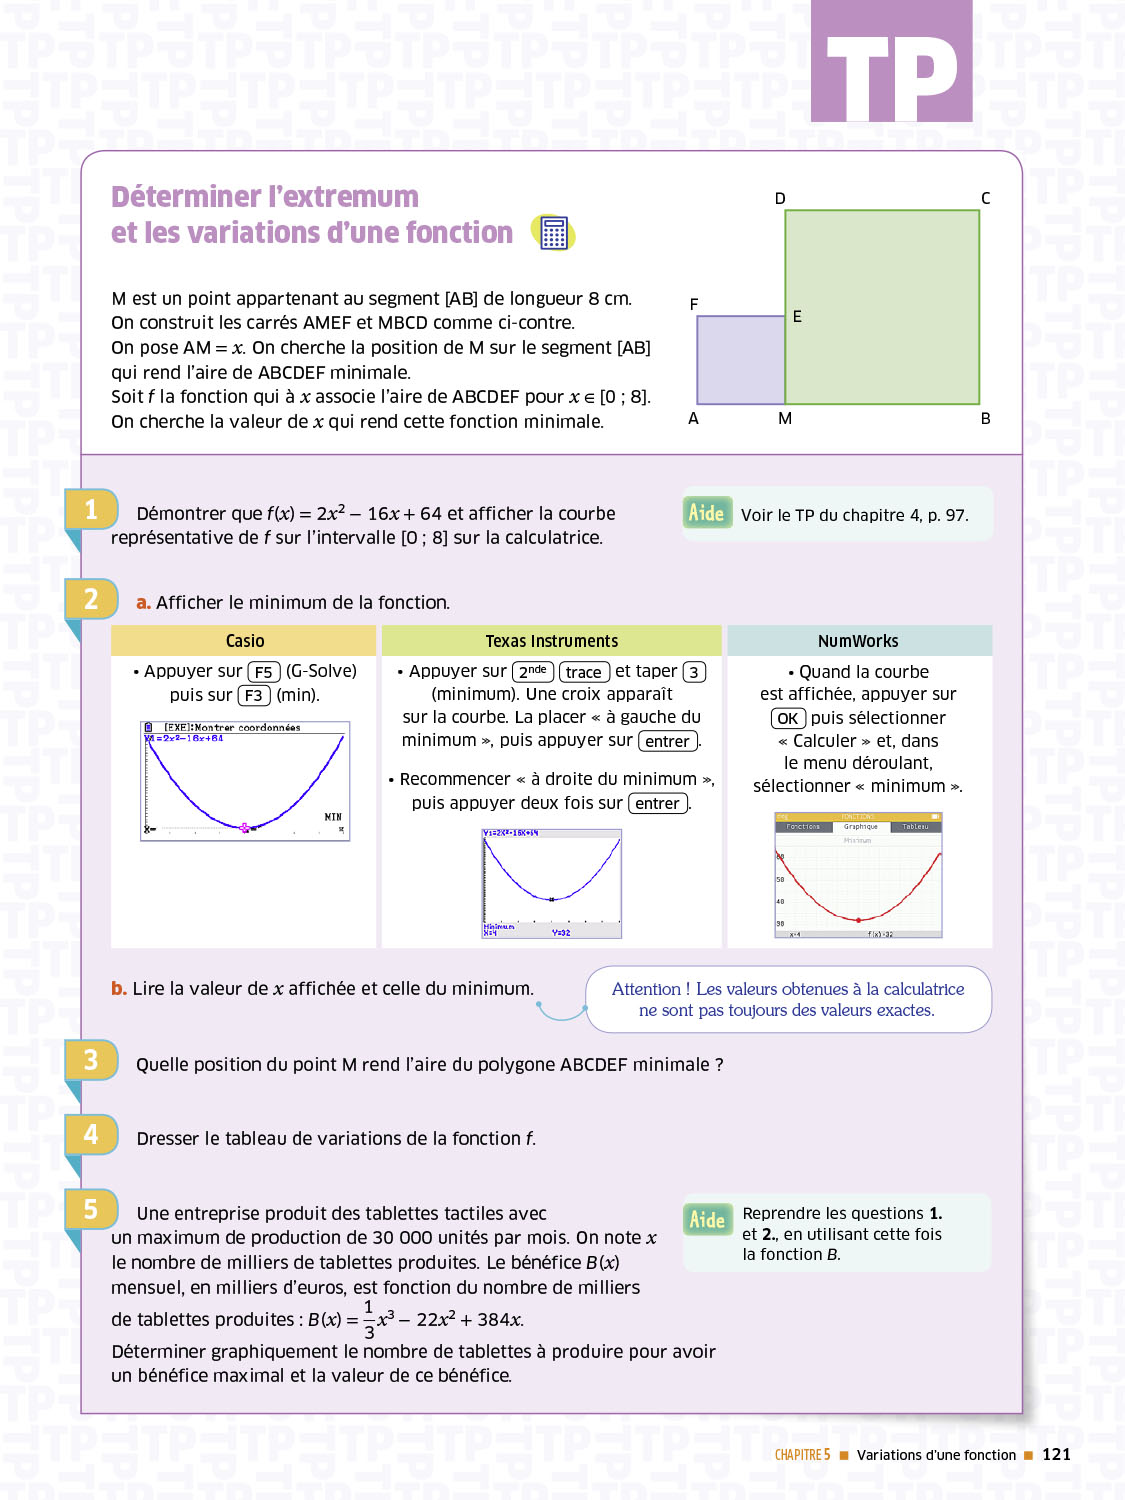 TP
Déterminer l'extremum
et les variations d'une fonction
M est un point appartenant au segment [AB] de longueur 8 cm.
On construit les carrés AMEF et MBCD comme ci-contre.
On pose AM = x. On cherche la position de M sur le segment [AB]
qui rend l'aire de ABCDEF minimale.
Soit f la fonction qui à x associe l'aire de ABCDEF pour x ∈ [0 ; 8].
On cherche la valeur de x qui rend cette fonction minimale.
D C
F E
A M B
1 Démontrer que f(x) = 2x² − 16x + 64 et afficher la courbe
représentative de f sur l'intervalle [0 ; 8] sur la calculatrice.
Aide Voir le TP du chapitre 4, p. 97.
2 a. Afficher le minimum de la fonction.
Casio
• Appuyer sur F5 (G-Solve)
puis sur F3 (min).
[EXE]:Montrer coordonnées
Y1=2x²-16x+64
MIN
Texas Instruments
• Appuyer sur 2nde trace et taper 3
(minimum). Une croix apparaît
sur la courbe. La placer « à gauche du
minimum », puis appuyer sur entrer.
• Recommencer « à droite du minimum »,
puis appuyer deux fois sur entrer.
Y1=2X²-16X+64
Minimum
X=4 Y=32
NumWorks
• Quand la courbe
est affichée, appuyer sur
OK puis sélectionner
« Calculer » et, dans
le menu déroulant,
sélectionner « minimum ».
FONCTIONS
Fonctions Graphique Tableau
Minimum
60
50
40
30
x=4 f(x)=32
b. Lire la valeur de x affichée et celle du minimum.
Attention ! Les valeurs obtenues à la calculatrice
ne sont pas toujours des valeurs exactes.
3 Quelle position du point M rend l'aire du polygone ABCDEF minimale ?
4 Dresser le tableau de variations de la fonction f.
5 Une entreprise produit des tablettes tactiles avec
un maximum de production de 30 000 unités par mois. On note x
le nombre de milliers de tablettes produites. Le bénéfice B(x)
mensuel, en milliers d'euros, est fonction du nombre de milliers
de tablettes produites : B(x) = 1/3 x³ − 22x² + 384x.
Déterminer graphiquement le nombre de tablettes à produire pour avoir
un bénéfice maximal et la valeur de ce bénéfice.
Aide Reprendre les questions 1.
et 2., en utilisant cette fois
la fonction B.
CHAPITRE 5 ■ Variations d'une fonction ■ 121